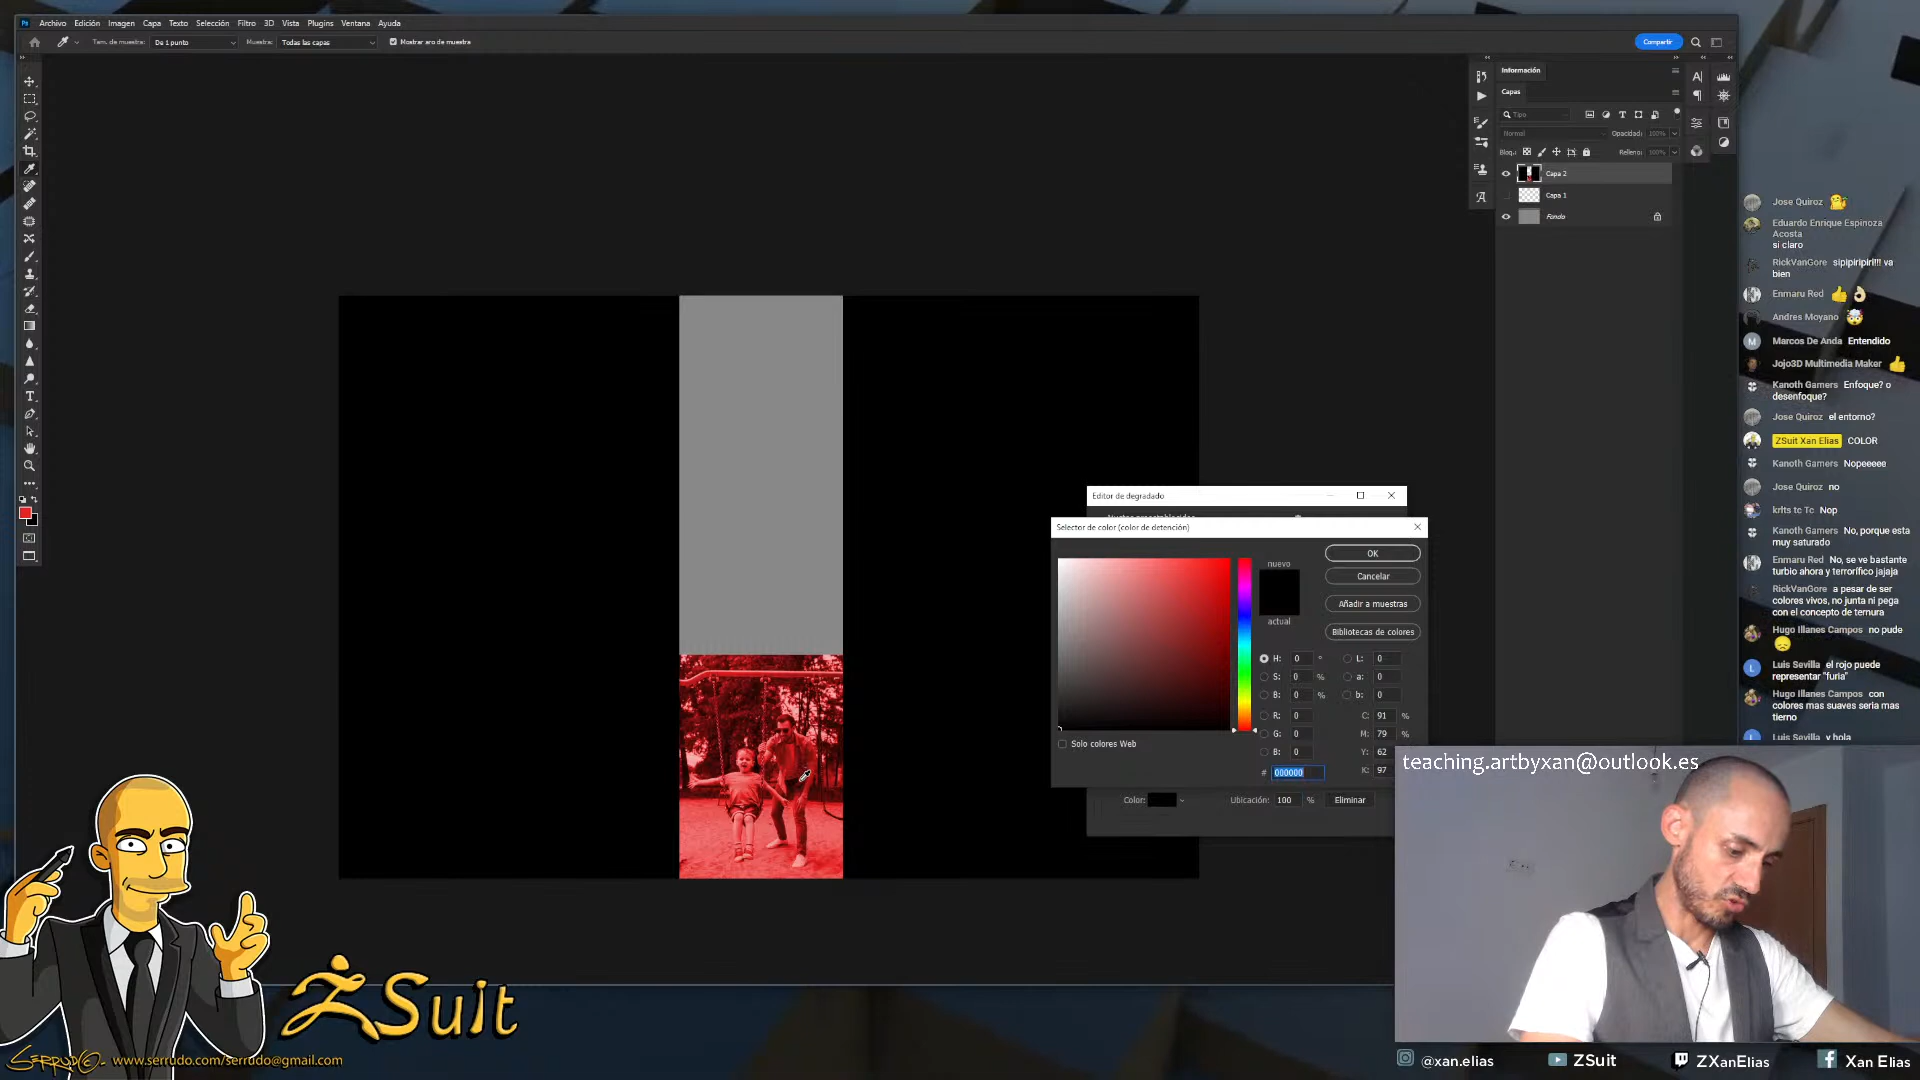 Ps Archivo Edición Imagen Capa Texto Selección Filtro 3D Vista Plugins Ventana Ayuda
Tam. de muestra: De 1 punto Muestra: Todas las capas Mostrar aro de muestra
Compartir
Información
Capas
Tipo
Normal Opacidad: 100%
Bloq.: Relleno: 100%
Capa 2
Capa 1
Fondo
Editor de degradado
Selector de color (color de detención)
nuevo
actual
OK
Cancelar
Añadir a muestras
Bibliotecas de colores
H: 0 ° L: 0
S: 0 % a: 0
B: 0 % b: 0
R: 0 C: 91 %
G: 0 M: 79 %
B: 0 Y: 62 %
# 000000 K: 97
Solo colores Web
Color: Ubicación: 100 % Eliminar
Jose Quiroz
Eduardo Enrique Espinoza
Acosta
si claro
RickVanGore sipipiripiri!!! va
bien
Enmaru Red
Andres Moyano
M Marcos De Anda Entendido
Jojo3D Multimedia Maker
Kanoth Gamers Enfoque? o
desenfoque?
Jose Quiroz el entorno?
ZSuit Xan Elias COLOR
Kanoth Gamers Nopeeeee
Jose Quiroz no
krlts tc Tc Nop
Kanoth Gamers No, porque esta
muy saturado
Enmaru Red No, se ve bastante
turbio ahora y terrorífico jajaja
RickVanGore a pesar de ser
colores vivos, no junta ni pega
con el concepto de ternura
Hugo Illanes Campos no pude
L Luis Sevilla el rojo puede
representar "furia"
Hugo Illanes Campos con
colores mas suaves seria mas
tierno
Luis Sevilla y hola
teaching.artbyxan@outlook.es
ZSuit
SERRUDO www.serrudo.com/serrudo@gmail.com
@xan.elias ZSuit ZXanElias Xan Elias